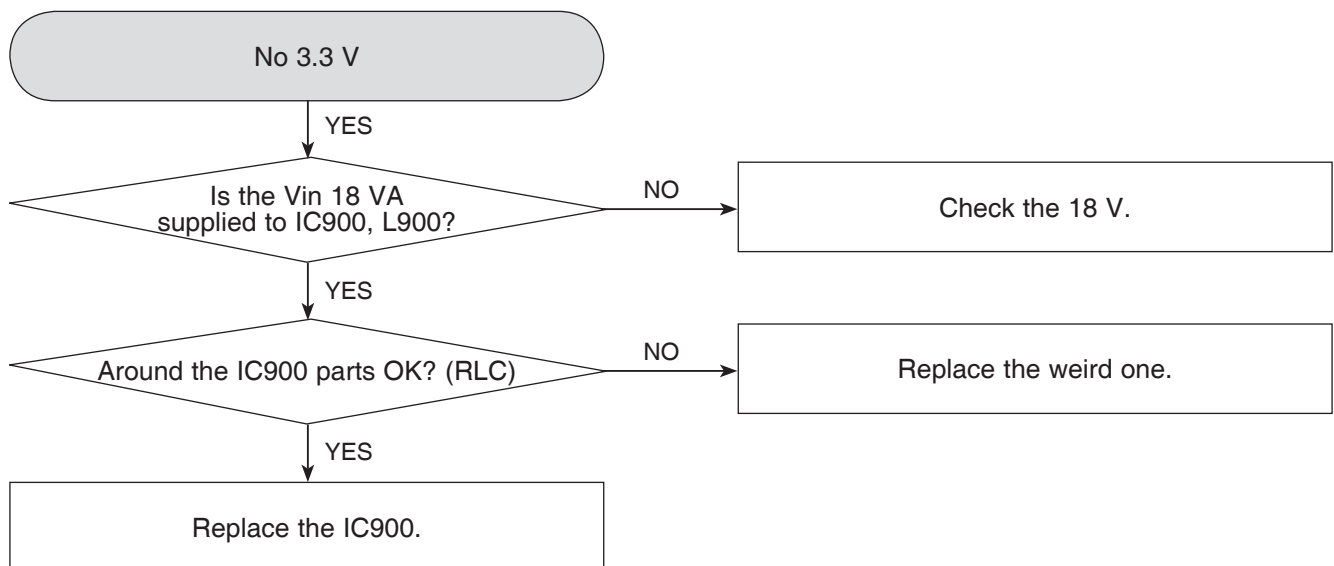 No 3.3 V
YES
Is the Vin 18 VA
supplied to IC900, L900?
NO
Check the 18 V.
YES
Around the IC900 parts OK? (RLC)
NO
Replace the weird one.
YES
Replace the IC900.